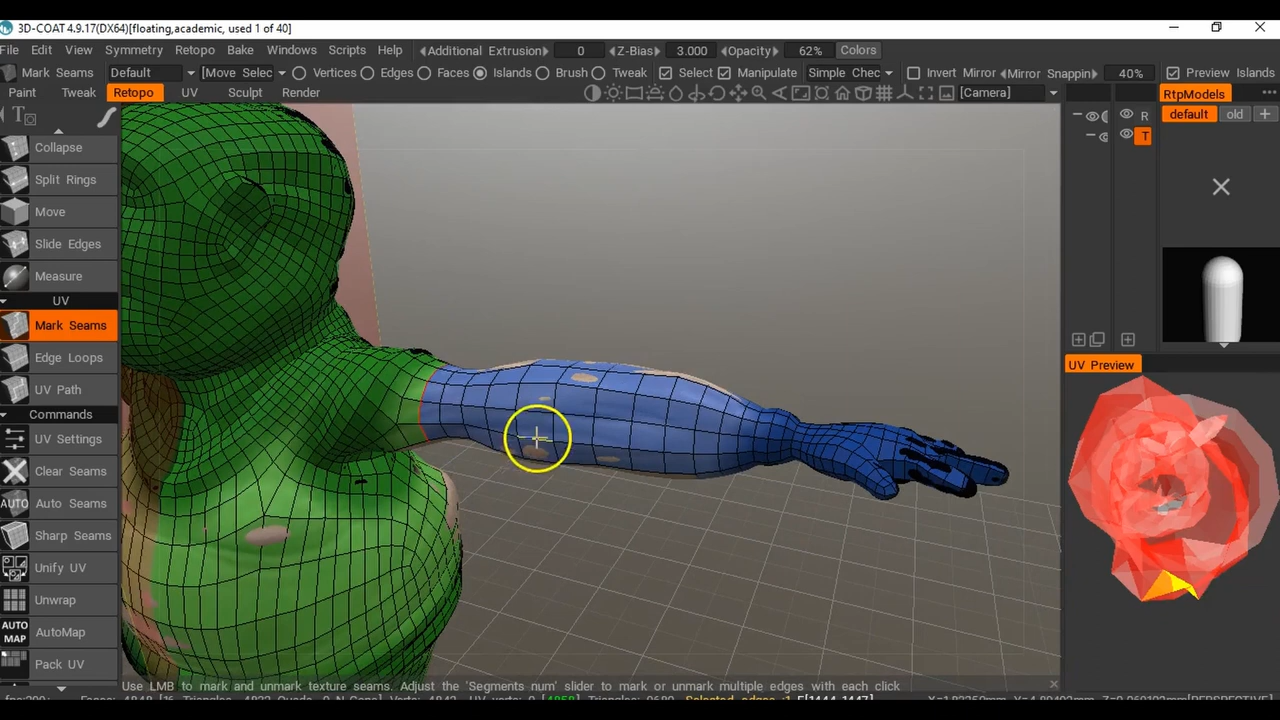 3D-COAT 4.9.17(DX64)[floating,academic, used 1 of 40]
File Edit View Symmetry Retopo Bake Windows Scripts Help Additional Extrusion 0 Z-Bias 3.000 Opacity 62% Colors
Mark Seams Default [Move Selec Vertices Edges Faces Islands Brush Tweak Select Manipulate Simple Chec Invert Mirror Mirror Snappin 40% Preview Islands
Paint Tweak Retopo UV Sculpt Render [Camera] RtpModels
default old +
R
T
Collapse
Split Rings
Move
Slide Edges
Measure
UV
Mark Seams
Edge Loops
UV Path
UV Preview
Commands
UV Settings
Clear Seams
AUTO Auto Seams
Sharp Seams
Unify UV
Unwrap
AUTO MAP AutoMap
Pack UV
Use LMB to mark and unmark texture seams. Adjust the 'Segments num' slider to mark or unmark multiple edges with each click